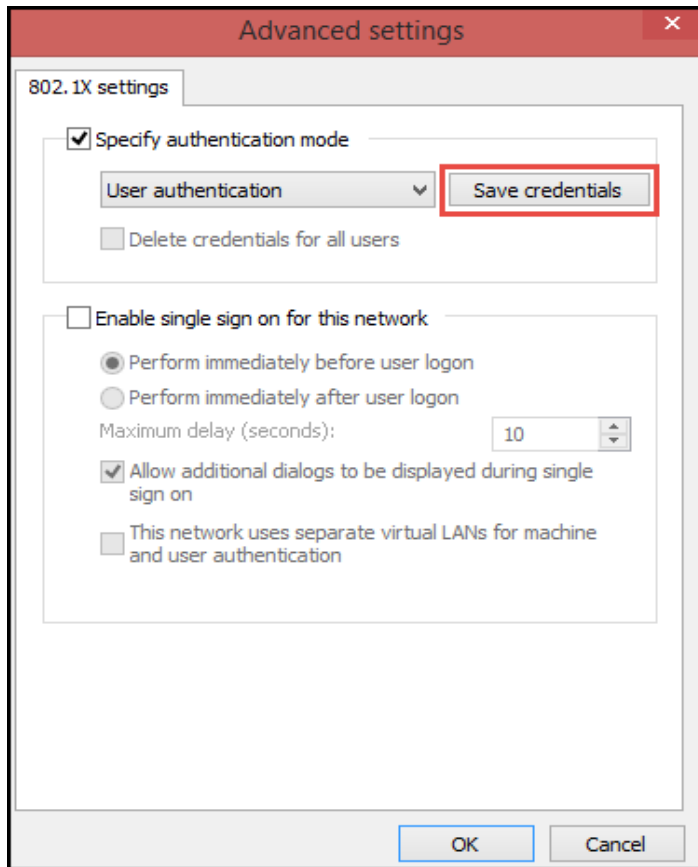 Advanced settings
802.1X settings
Specify authentication mode
User authentication
Save credentials
Delete credentials for all users
Enable single sign on for this network
Perform immediately before user logon
Perform immediately after user logon
Maximum delay (seconds):
10
Allow additional dialogs to be displayed during single
sign on
This network uses separate virtual LANs for machine
and user authentication
OK
Cancel